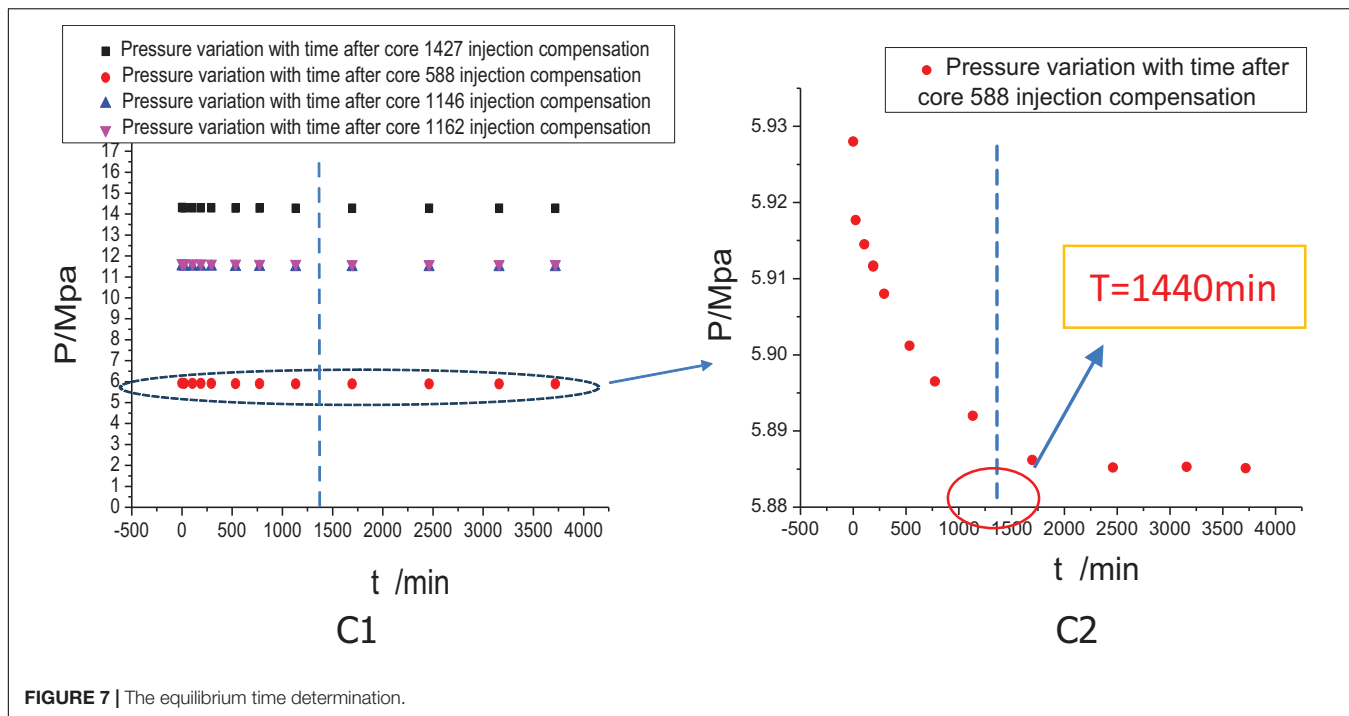 Pressure variation with time after core 1427 injection compensation
Pressure variation with time after core 588 injection compensation
Pressure variation with time after core 1146 injection compensation
Pressure variation with time after core 1162 injection compensation
17
16
15
14
13
12
11
10
9
8
7
6
5
4
3
2
1
0
P/Mpa
-500 0 500 1000 1500 2000 2500 3000 3500 4000
t /min
C1
Pressure variation with time after
core 588 injection compensation
5.93
5.92
5.91
5.90
5.89
5.88
P/Mpa
T=1440min
-500 0 500 1000 1500 2000 2500 3000 3500 4000
t /min
C2
FIGURE 7 | The equilibrium time determination.